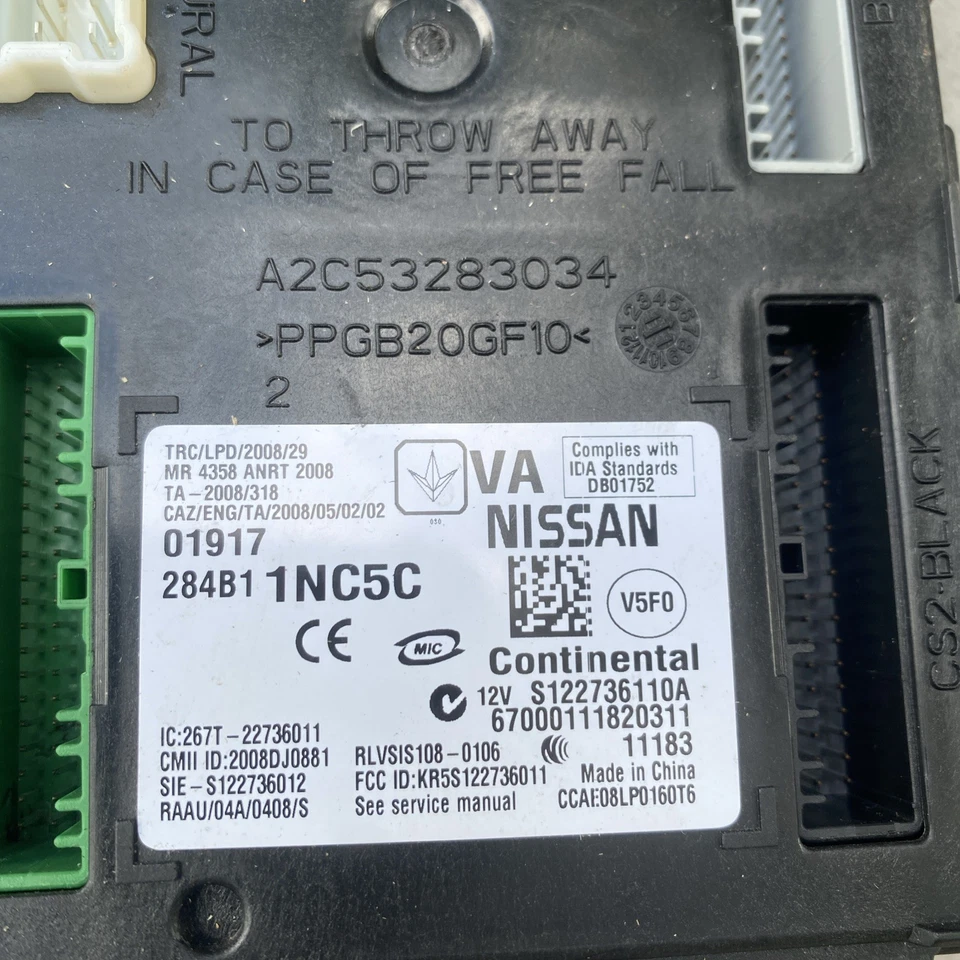 URAL
B
TO THROW AWAY
IN CASE OF FREE FALL
A2C53283034
>PPGB20GF10<
2
TRC/LPD/2008/29
MR 4358 ANRT 2008
TA-2008/318
CAZ/ENG/TA/2008/05/02/02
01917
284B1 1NC5C
030
VA
Complies with
IDA Standards
DB01752
NISSAN
V5F0
CE
MIC
Continental
12V S122736110A
67000111820311
11183
IC:267T-22736011
CMII ID:2008DJ0881
SIE-S122736012
RAAU/04A/0408/S
RLVSIS108-0106
FCC ID:KR5S122736011
See service manual
Made in China
CCAE08LP0160T6
CS2-BLACK